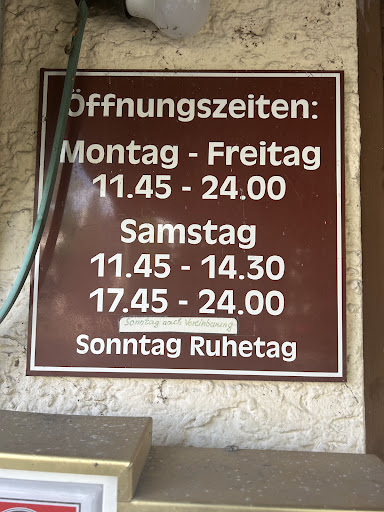 Öffnungszeiten:
Montag - Freitag
11.45 - 24.00
Samstag
11.45 - 14.30
17.45 - 24.00
Sonntag nach Vereinbarung
Sonntag Ruhetag